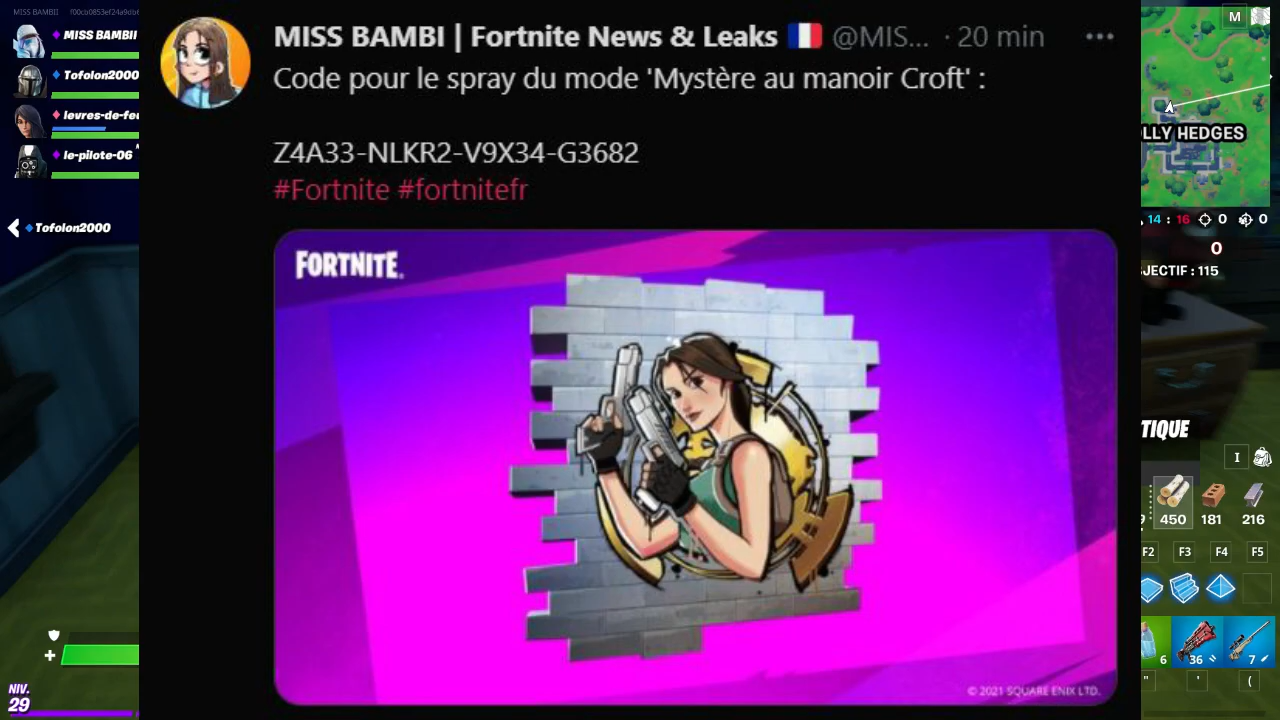 MISS BAMBII
MISS BAMBII
Tofolon2000
levres-de-feu
le-pilote-06
Tofolon2000
NIV.
29
MISS BAMBI | Fortnite News & Leaks @MIS... · 20 min
Code pour le spray du mode 'Mystère au manoir Croft' :
Z4A33-NLKR2-V9X34-G3682
#Fortnite #fortnitefr
FORTNITE.
© 2021 SQUARE ENIX LTD.
M
LLY HEDGES
14 : 16 0 0
0
JECTIF : 115
TIQUE
I
450 181 216
F2 F3 F4 F5
6 36 7
" ' (